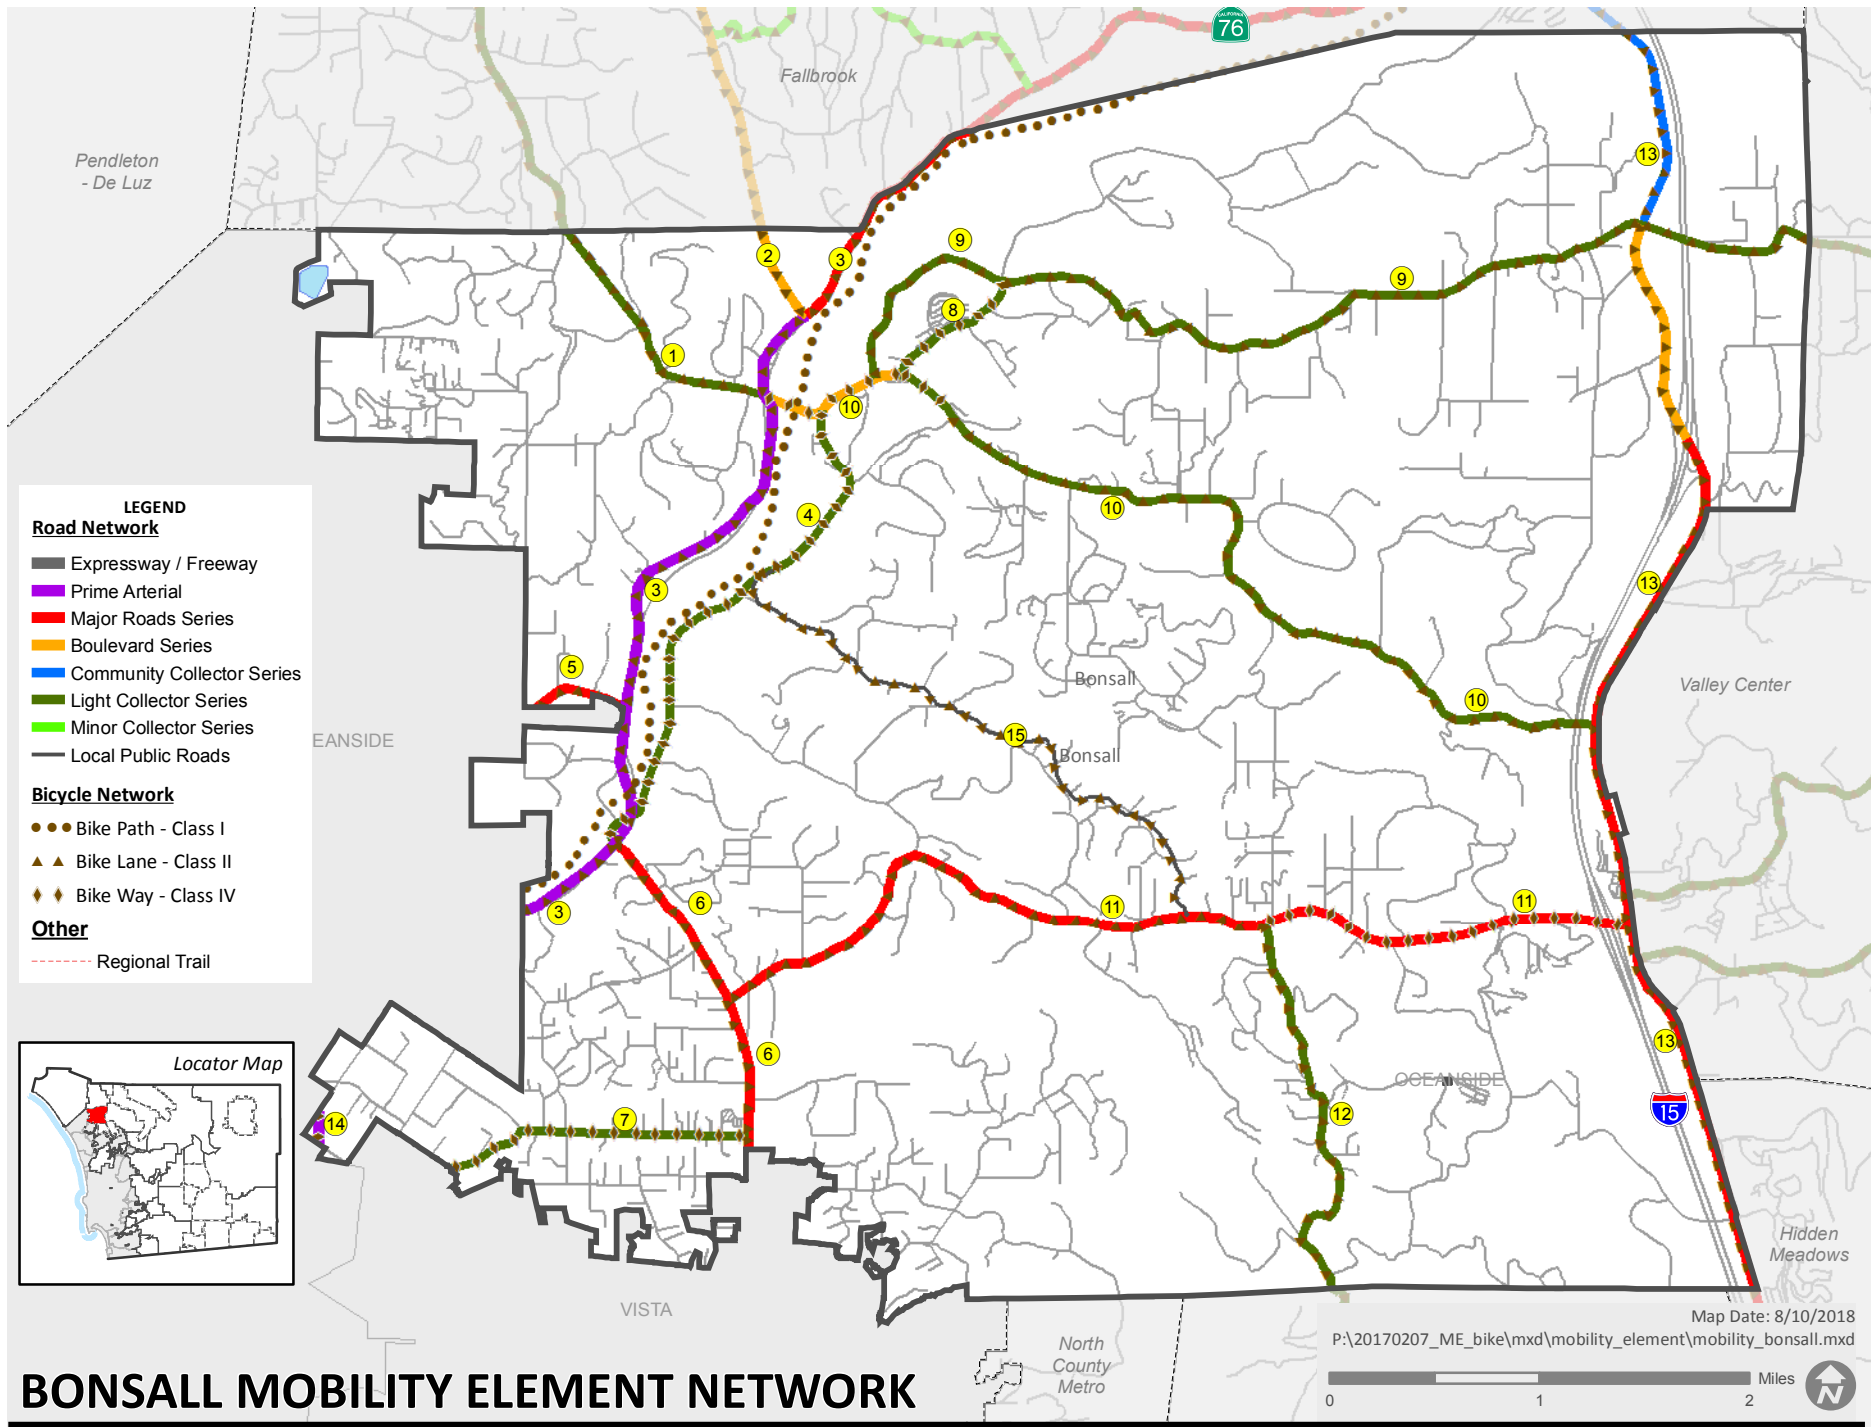 CALIFORNIA
76
Fallbrook
Pendleton
- De Luz
13
2
3
9
9
8
1
10
4
10
3
13
5
10
Bonsall
Valley Center
15
Bonsall
EANSIDE
6
11
11
3
6
13
OCEANSIDE
12
15
7
14
Hidden
Meadows
VISTA
North
County
Metro
LEGEND
Road Network
Expressway / Freeway
Prime Arterial
Major Roads Series
Boulevard Series
Community Collector Series
Light Collector Series
Minor Collector Series
Local Public Roads
Bicycle Network
Bike Path - Class I
Bike Lane - Class II
Bike Way - Class IV
Other
Regional Trail
Locator Map
Map Date: 8/10/2018
P:\20170207_ME_bike\mxd\mobility_element\mobility_bonsall.mxd
Miles
0 1 2
N
BONSALL MOBILITY ELEMENT NETWORK